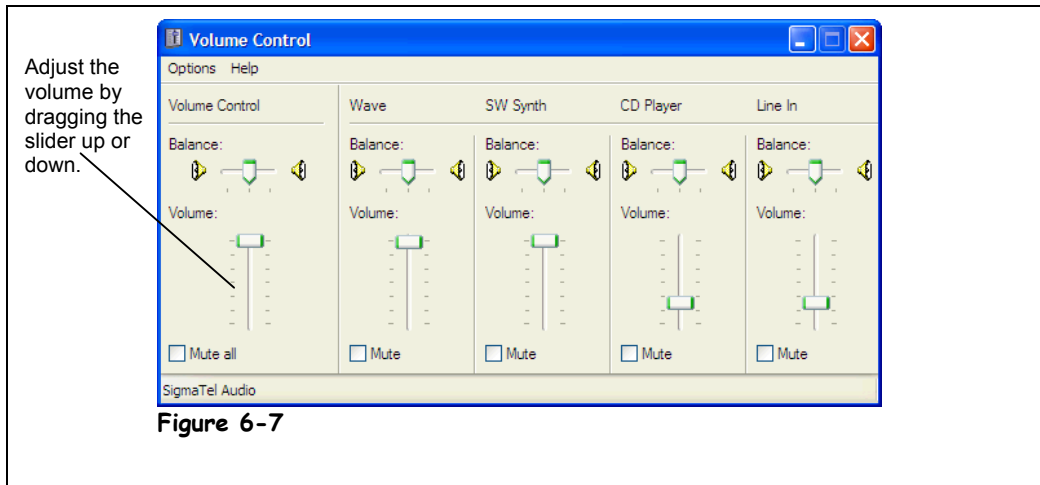 Adjust the
volume by
dragging the
slider up or
down.
Volume Control
Options Help
Volume Control
Wave
SW Synth
CD Player
Line In
Balance:
Balance:
Balance:
Balance:
Balance:
Volume:
Volume:
Volume:
Volume:
Volume:
Mute all
Mute
Mute
Mute
Mute
SigmaTel Audio
Figure 6-7